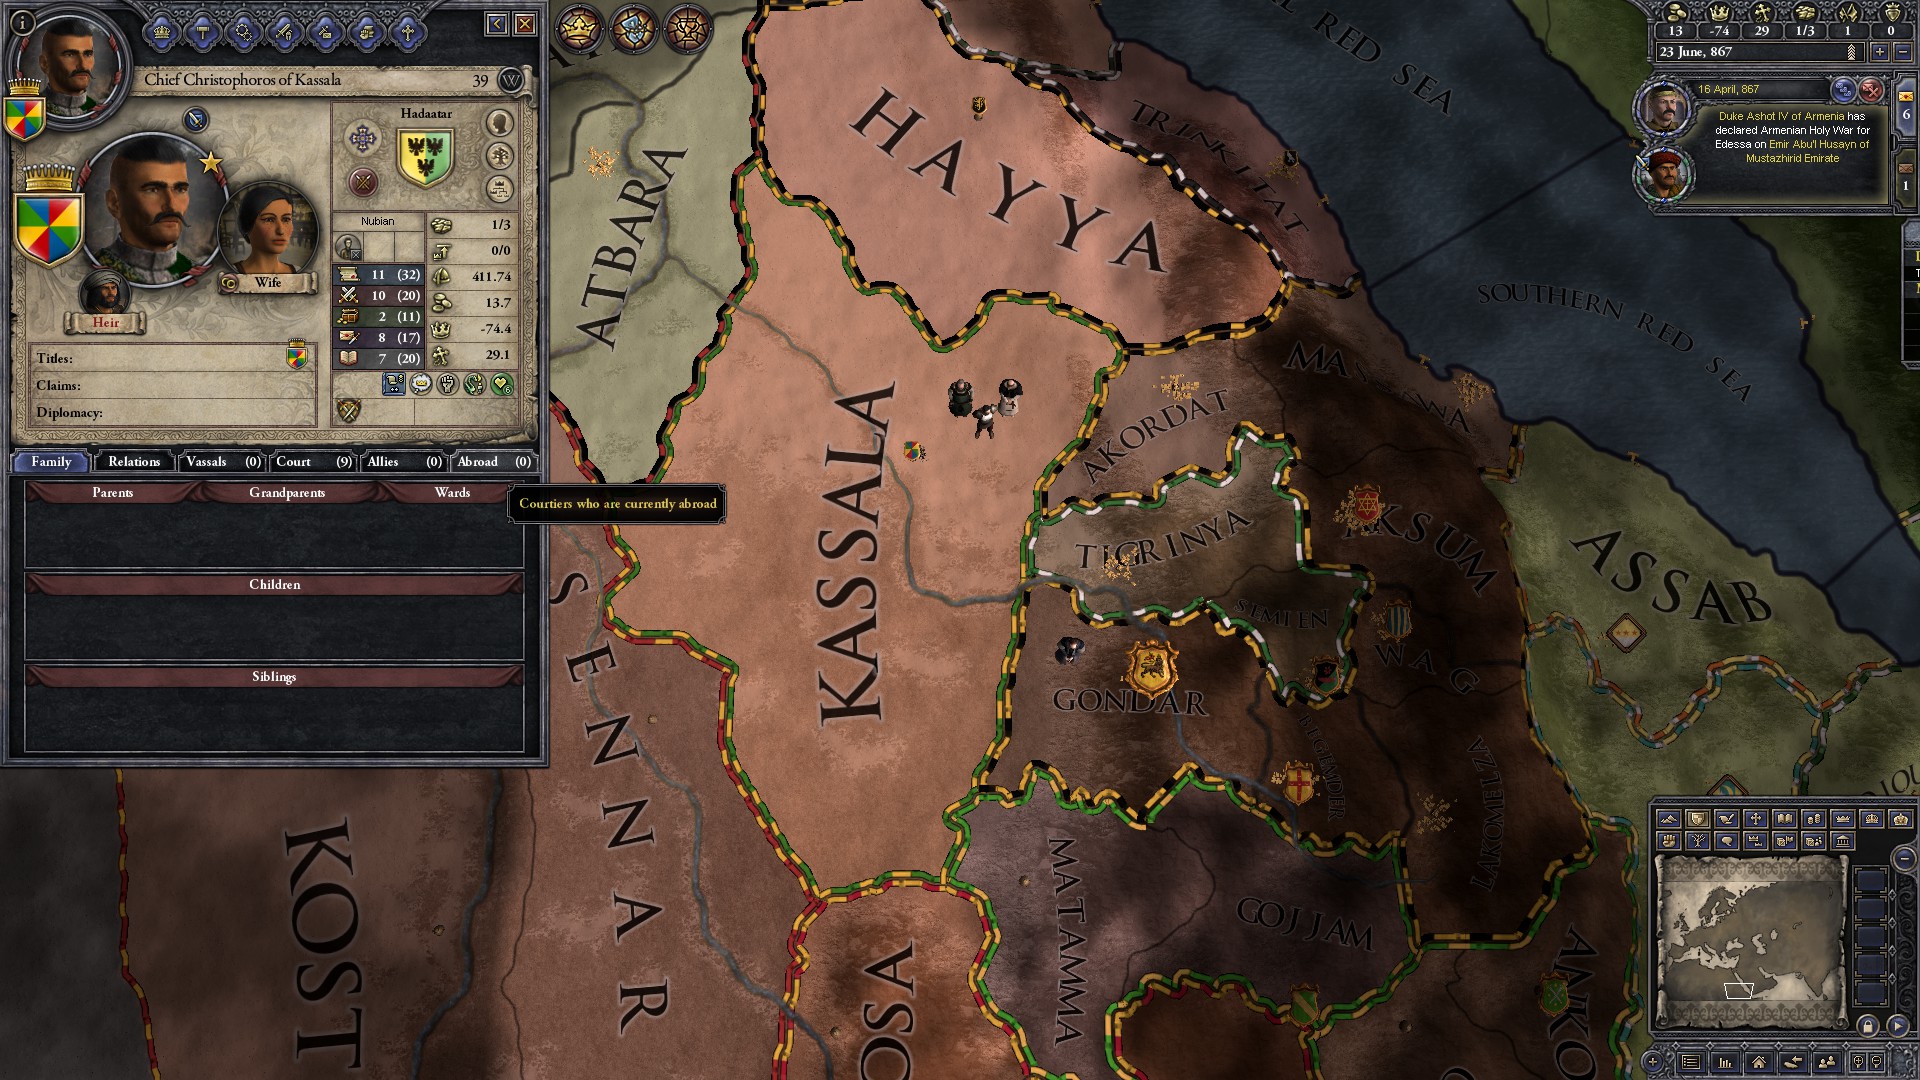 Chief Christophoros of Kassala
39
W
Hadaatar
Nubian
Wife
Heir
11 (32)
10 (20)
2 (11)
8 (17)
7 (20)
1/3
0/0
411.74
13.7
-74.4
29.1
6
Titles:
Claims:
Diplomacy:
Family
Relations
Vassals (0)
Court (9)
Allies (0)
Abroad (0)
Parents
Grandparents
Wards
Children
Siblings
Courtiers who are currently abroad
13
-74
29
1/3
1
0
23 June, 867
16 April, 867
Duke Ashot IV of Armenia has
declared Armenian Holy War for
Edessa on Emir Abu'l Husayn of
Mustazhirid Emirate
6
1
RED SEA
SOUTHERN RED SEA
HAYYA
TRINKITAT
ATBARA
KASSALA
AKORDAT
TIGRINYA
SIMIEN
WAG
ASSAB
GONDAR
BEGEMDER
SENNAR
KOST
MATAMMA
GOJJAM